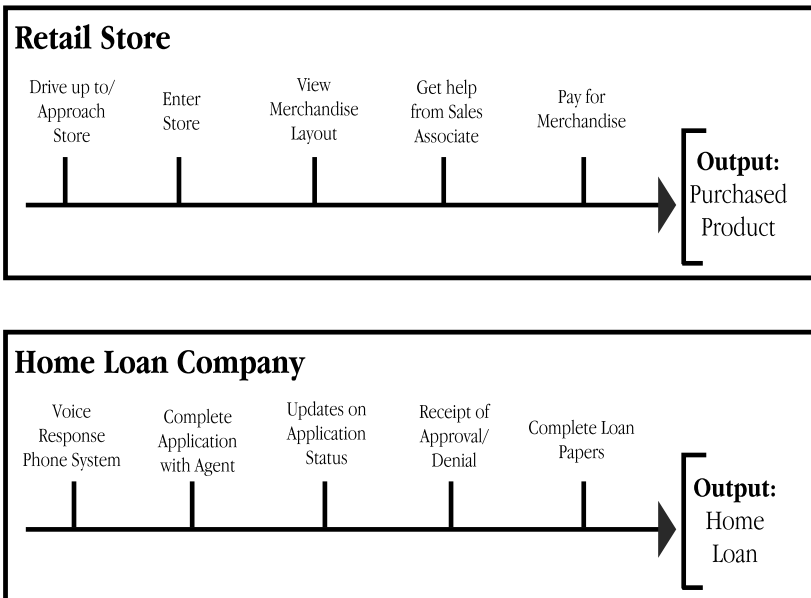 Retail Store
Drive up to/
Approach
Store
Enter
Store
View
Merchandise
Layout
Get help
from Sales
Associate
Pay for
Merchandise
Output:
Purchased
Product
Home Loan Company
Voice
Response
Phone System
Complete
Application
with Agent
Updates on
Application
Status
Receipt of
Approval/
Denial
Complete Loan
Papers
Output:
Home
Loan